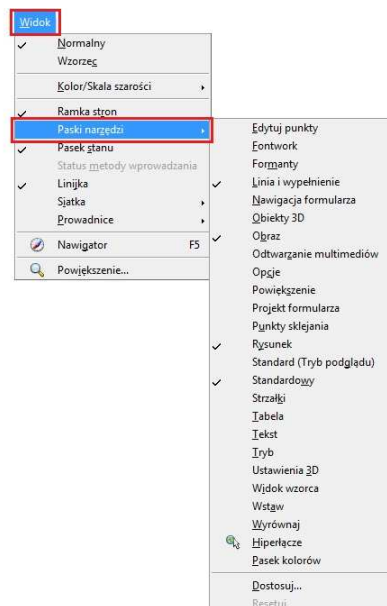 Widok
Normalny
Wzorzec
Kolor/Skala szarości
Ramka stron
Paski narzędzi
Pasek stanu
Status metody wprowadzania
Linijka
Siatka
Prowadnice
Nawigator F5
Powiększenie...
Edytuj punkty
Fontwork
Formanty
Linia i wypełnienie
Nawigacja formularza
Obiekty 3D
Obraz
Odtwarzanie multimediów
Opcje
Powiększenie
Projekt formularza
Punkty sklejania
Rysunek
Standard (Tryb podglądu)
Standardowy
Strzałki
Tabela
Tekst
Tryb
Ustawienia 3D
Widok wzorca
Wstaw
Wyrównaj
Hiperłącze
Pasek kolorów
Dostosuj...
Resetuj